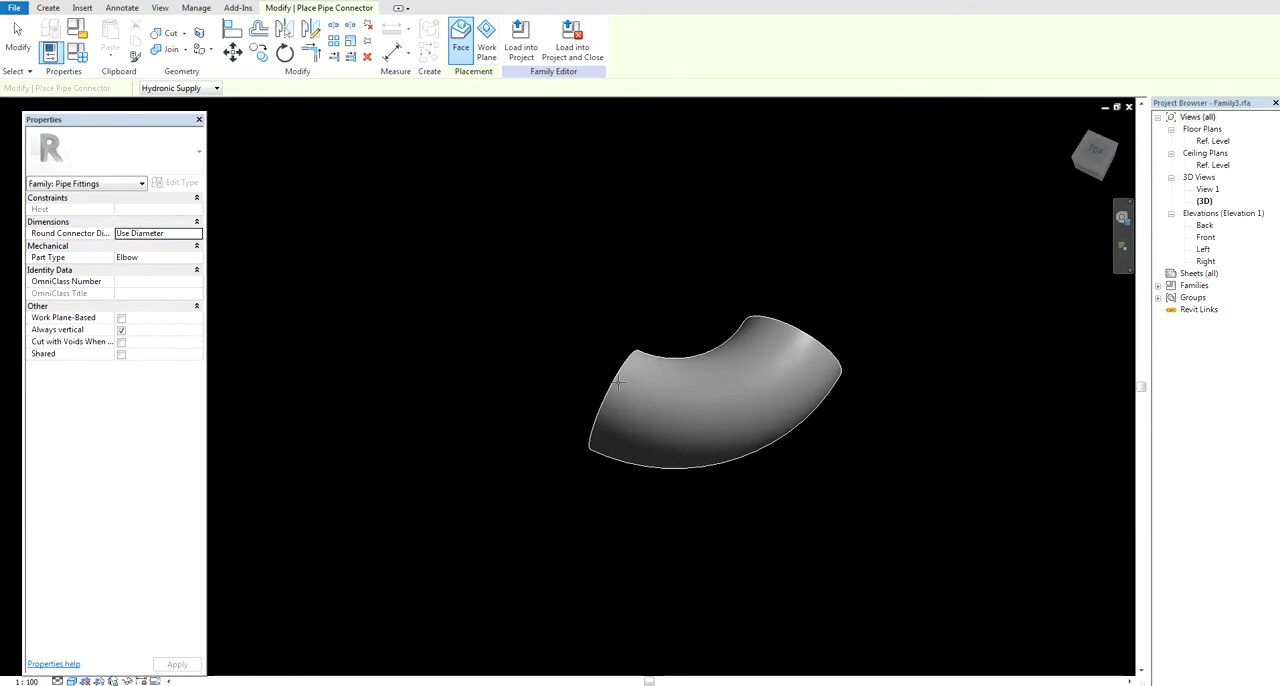 File Create Insert Annotate View Manage Add-Ins Modify | Place Pipe Connector
Modify Paste Cut Join Face Work Plane Load into Project Load into Project and Close
Select Properties Clipboard Geometry Modify Measure Create Placement Family Editor
Modify | Place Pipe Connector Hydronic Supply
Properties
R
Family: Pipe Fittings Edit Type
Constraints
Host
Dimensions
Round Connector Di... Use Diameter
Mechanical
Part Type Elbow
Identity Data
OmniClass Number
OmniClass Title
Other
Work Plane-Based
Always vertical
Cut with Voids When ...
Shared
Properties help Apply
1 : 100
TOP
Project Browser - Family3.rfa
Views (all)
Floor Plans
Ref. Level
Ceiling Plans
Ref. Level
3D Views
View 1
{3D}
Elevations (Elevation 1)
Back
Front
Left
Right
Sheets (all)
Families
Groups
Revit Links